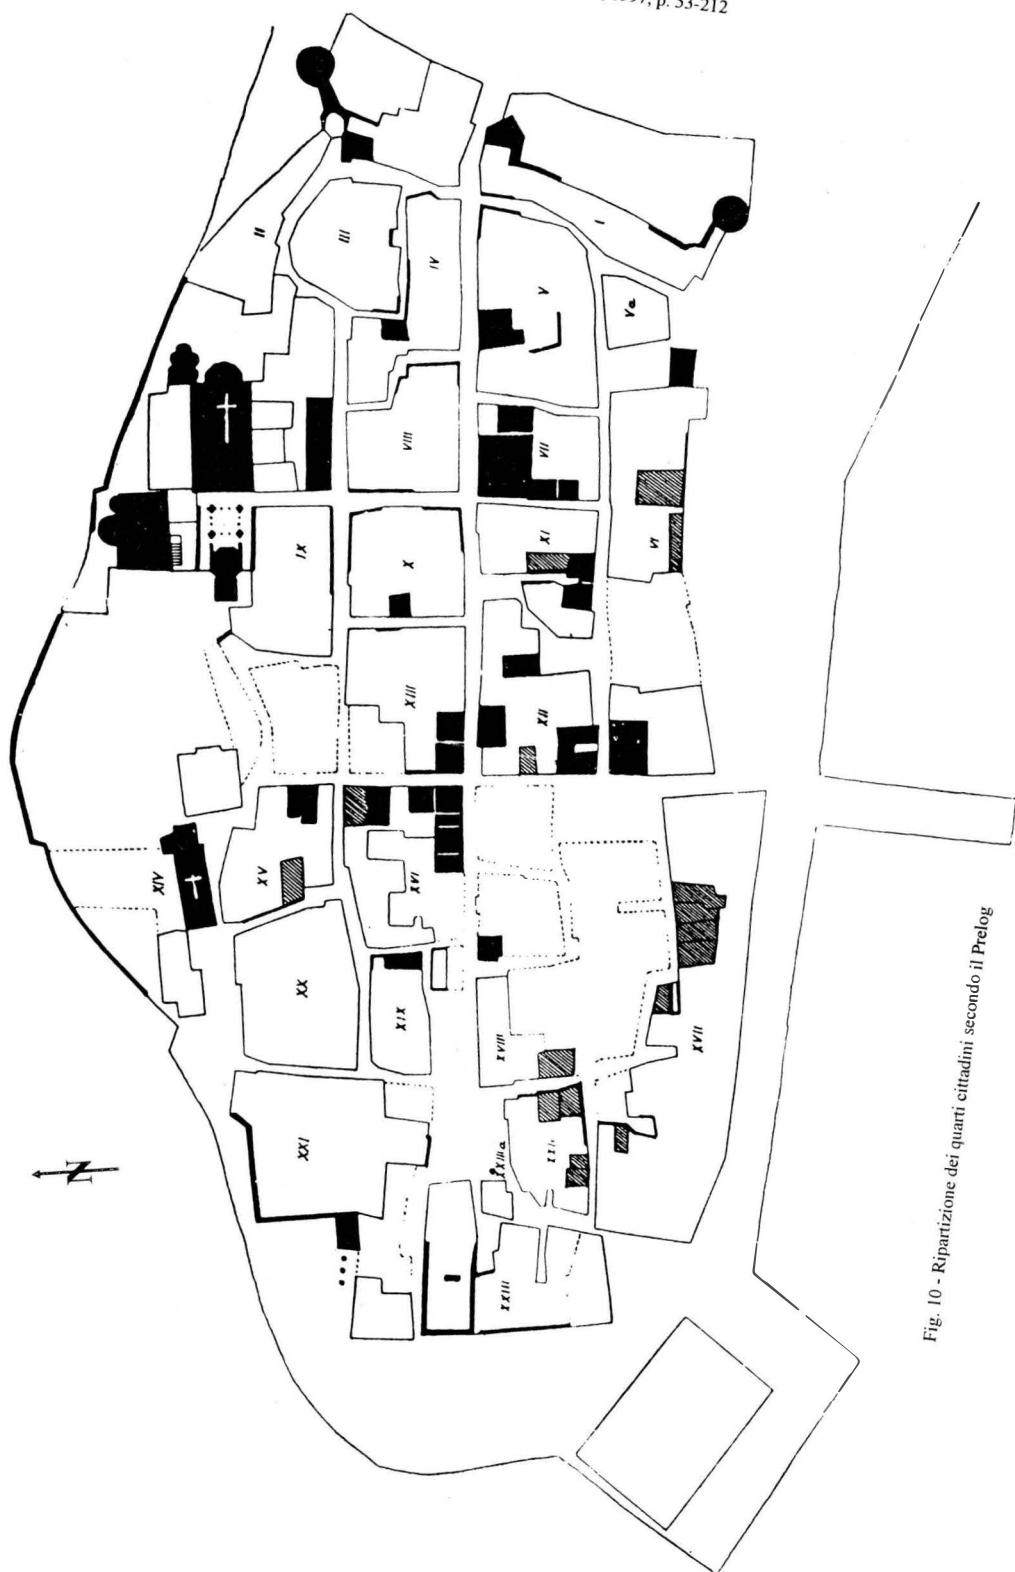 p. 53-212
I
II
III
IV
V
Va
VIII
VII
IX
X
XI
VI
XIII
XII
XIV
XV
XVI
XX
XIX
XVIII
XVII
XXI
XXIIIa
XXIII
N
Fig. 10 - Ripartizione dei quarti cittadini secondo il Prelog